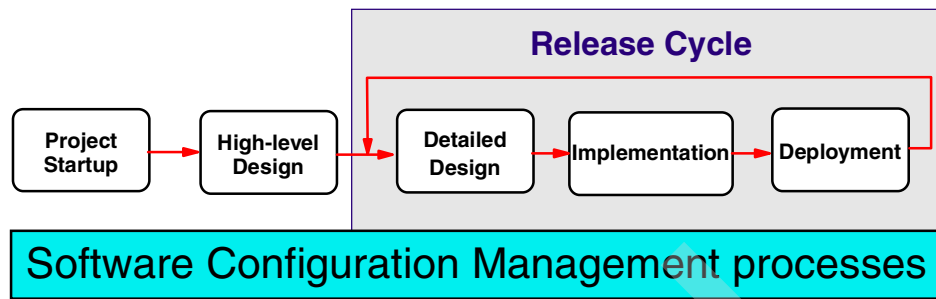 Release Cycle
Project
Startup
High-level
Design
Detailed
Design
Implementation
Deployment
Software Configuration Management processes